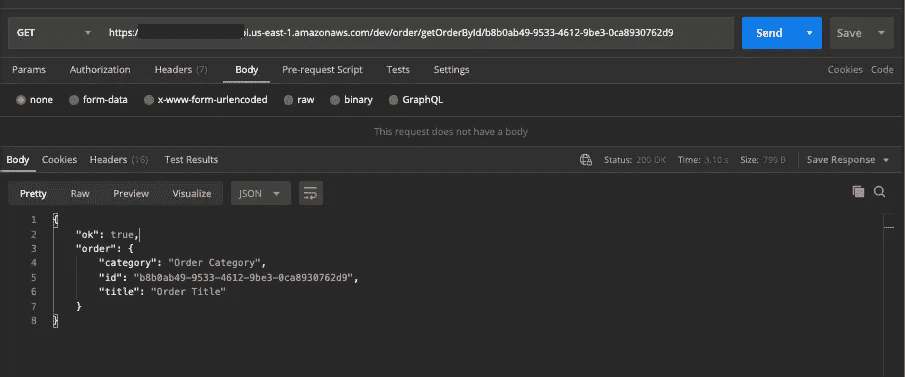 GET https: pi.us-east-1.amazonaws.com/dev/order/getOrderById/b8b0ab49-9533-4612-9be3-0ca8930762d9 Send Save
Params Authorization Headers (7) Body Pre-request Script Tests Settings Cookies Code
none form-data x-www-form-urlencoded raw binary GraphQL
This request does not have a body
Body Cookies Headers (16) Test Results Status: 200 OK Time: 3.10 s Size: 799 B Save Response
Pretty Raw Preview Visualize JSON
1 {
2 "ok": true,
3 "order": {
4 "category": "Order Category",
5 "id": "b8b0ab49-9533-4612-9be3-0ca8930762d9",
6 "title": "Order Title"
7 }
8 }